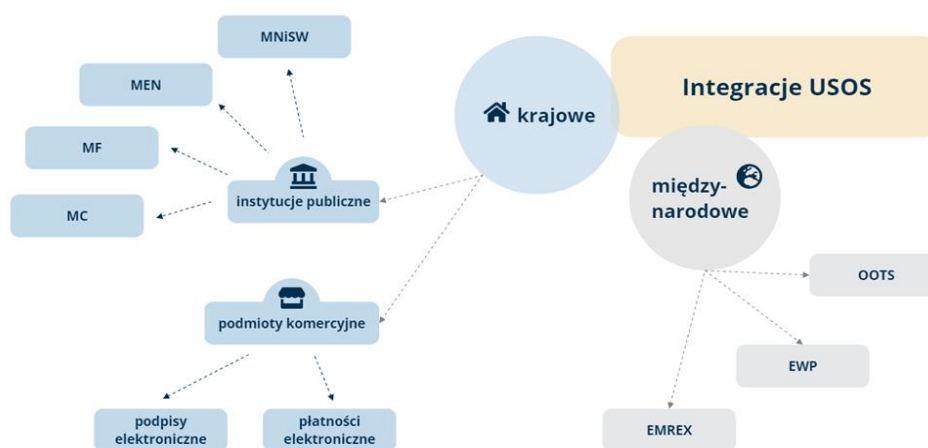 MNiSW
Integracje USOS
MEN
krajowe
MF
między-
narodowe
instytucje publiczne
MC
OOTS
podmioty komercyjne
EWP
podpisy
elektroniczne
płatności
elektroniczne
EMREX